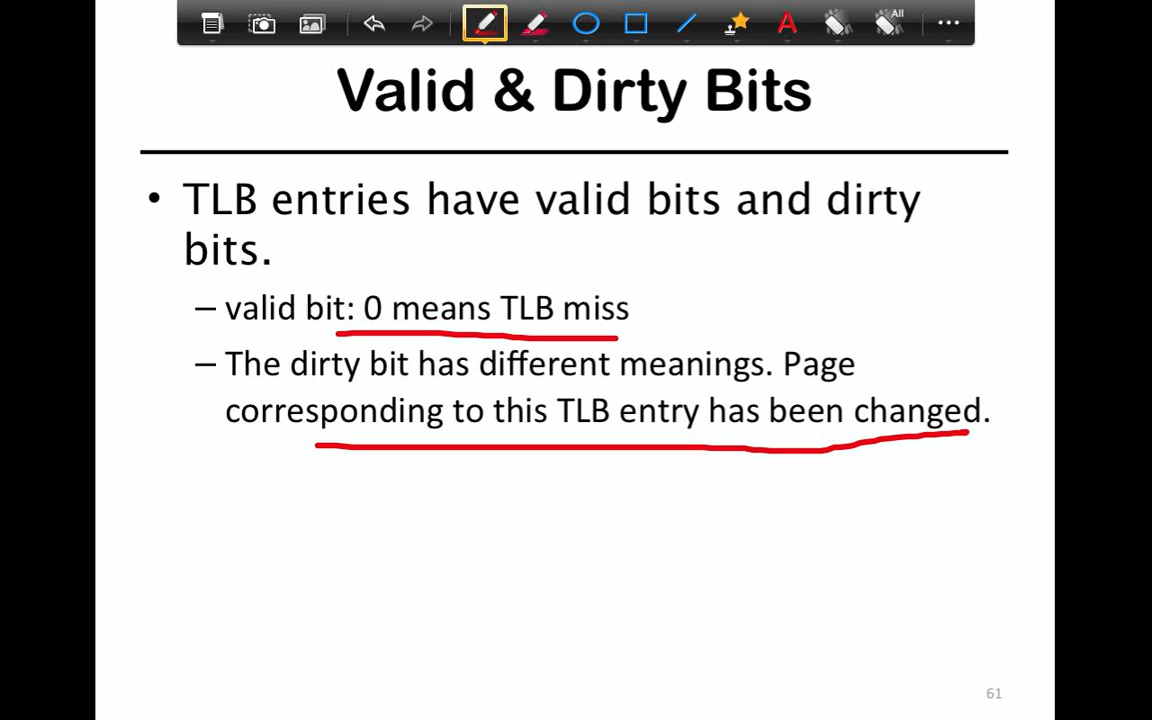 All
A
Valid & Dirty Bits
• TLB entries have valid bits and dirty
bits.
– valid bit: 0 means TLB miss
– The dirty bit has different meanings. Page
corresponding to this TLB entry has been changed.
61